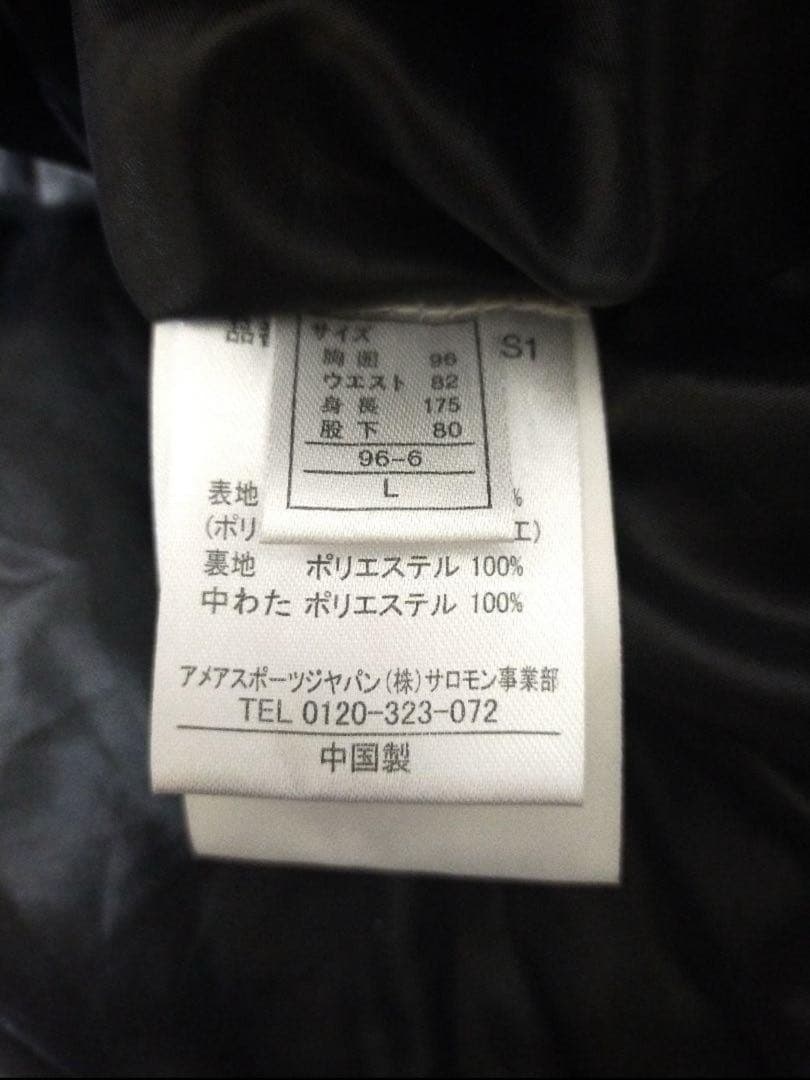 品 S1
サイズ
胸囲 96
ウエスト 82
身長 175
股下 80
96-6
L
表地 %
(ポリ エ)
裏地 ポリエステル 100%
中わた ポリエステル 100%
アメアスポーツジャパン(株)サロモン事業部
TEL 0120-323-072
中国製